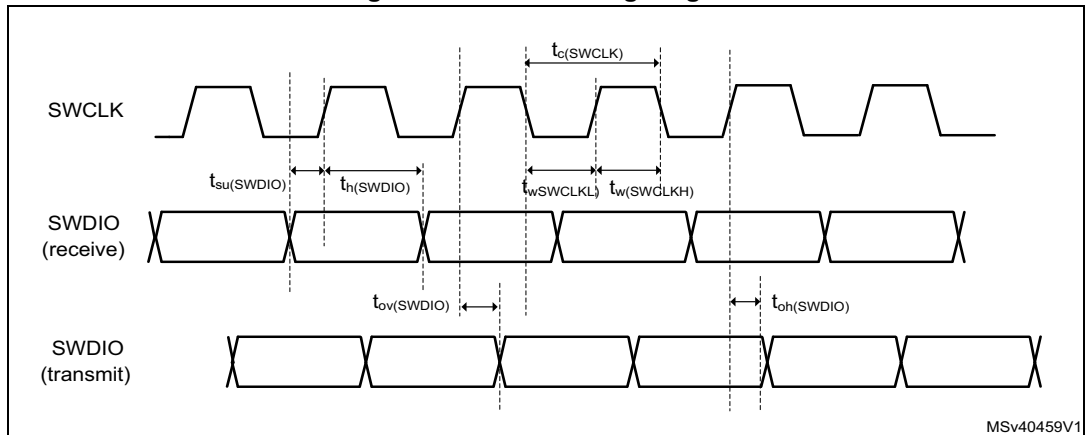 tc(SWCLK)
SWCLK
tsu(SWDIO)
th(SWDIO)
twSWCLKL)
tw(SWCLKH)
SWDIO
(receive)
tov(SWDIO)
toh(SWDIO)
SWDIO
(transmit)
MSv40459V1